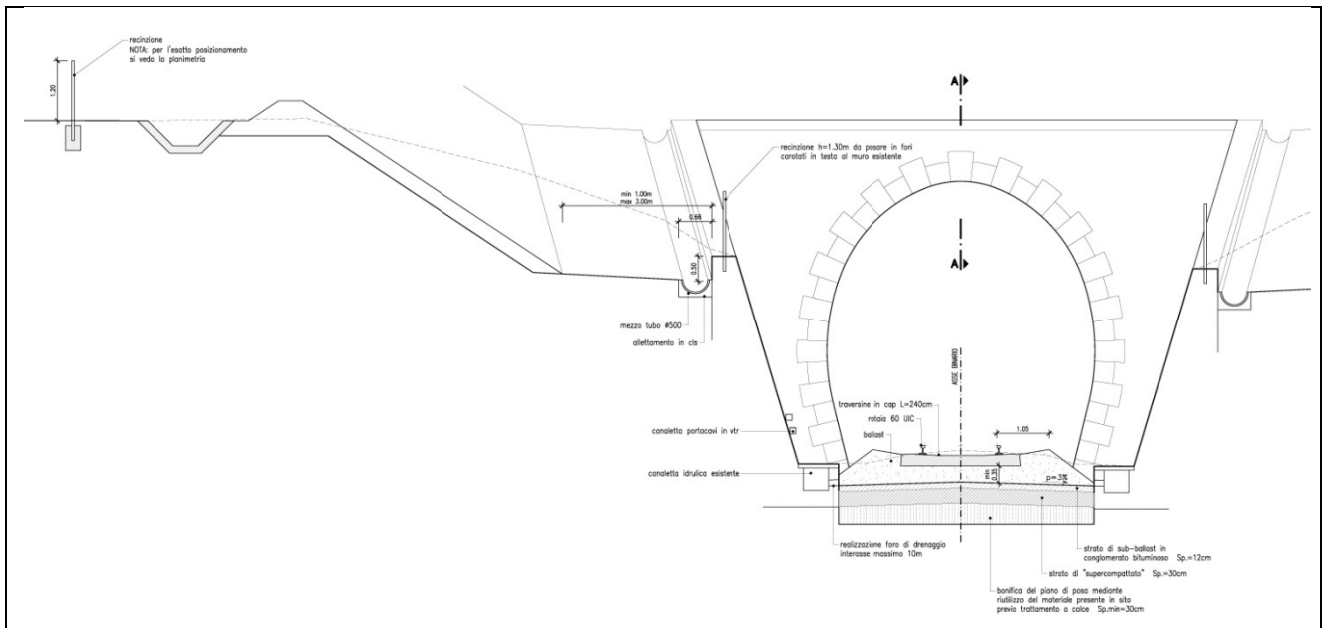 recinzione
NOTA: per l'esatto posizionamento
si veda la planimetria
1.20
A
recinzione h=1.30m da posare in fori
carotati in testa al muro esistente
min 1.00m
max 3.00m
0.66
0.50
A
mezzo tubo ø500
allettamento in cls
ASSE BINARIO
traversine in cap L=240cm
rotaia 60 UIC
ballast
1.05
canaletta portacavi in vtr
canaletta idrulica esistente
min
0.35
p=3%
realizzazione foro di drenaggio
interasse massimo 10m
strato di sub-ballast in
conglomerato bituminoso Sp.=12cm
strato di "supercompattato" Sp.=30cm
bonifica del piano di posa mediante
riutilizzo del materiale presente in sito
previo trattamento a calce Sp.min=30cm